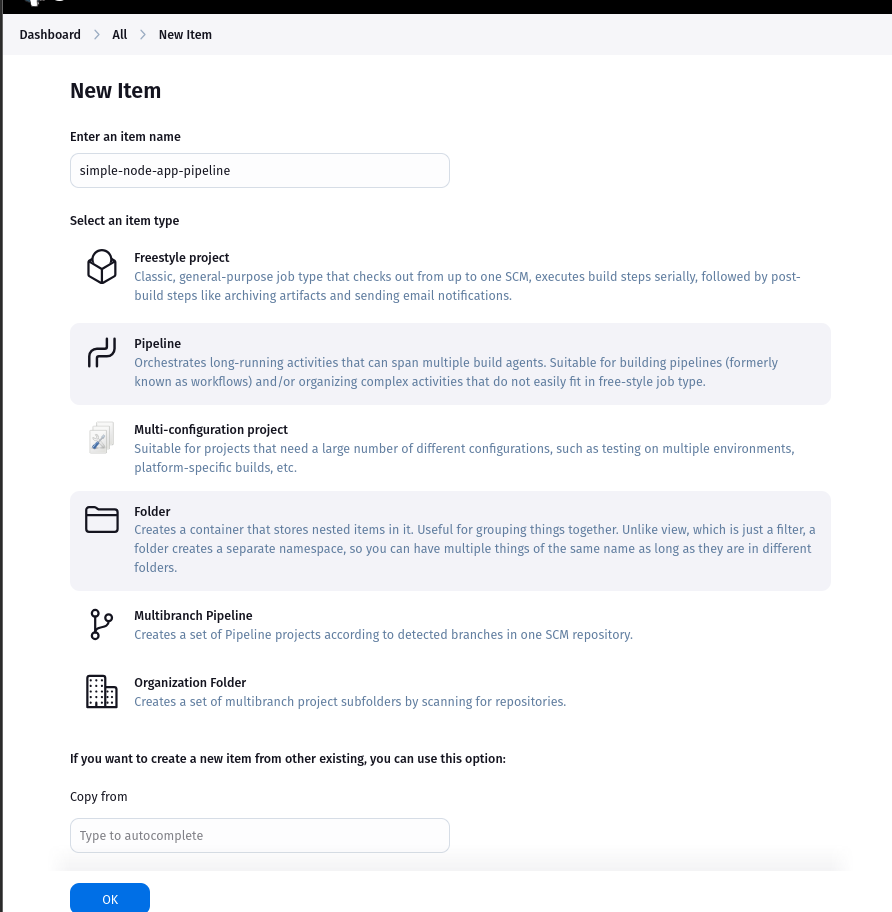 Dashboard > All > New Item
New Item
Enter an item name
simple-node-app-pipeline
Select an item type
Freestyle project
Classic, general-purpose job type that checks out from up to one SCM, executes build steps serially, followed by post-
build steps like archiving artifacts and sending email notifications.
Pipeline
Orchestrates long-running activities that can span multiple build agents. Suitable for building pipelines (formerly
known as workflows) and/or organizing complex activities that do not easily fit in free-style job type.
Multi-configuration project
Suitable for projects that need a large number of different configurations, such as testing on multiple environments,
platform-specific builds, etc.
Folder
Creates a container that stores nested items in it. Useful for grouping things together. Unlike view, which is just a filter, a
folder creates a separate namespace, so you can have multiple things of the same name as long as they are in different
folders.
Multibranch Pipeline
Creates a set of Pipeline projects according to detected branches in one SCM repository.
Organization Folder
Creates a set of multibranch project subfolders by scanning for repositories.
If you want to create a new item from other existing, you can use this option:
Copy from
Type to autocomplete
OK